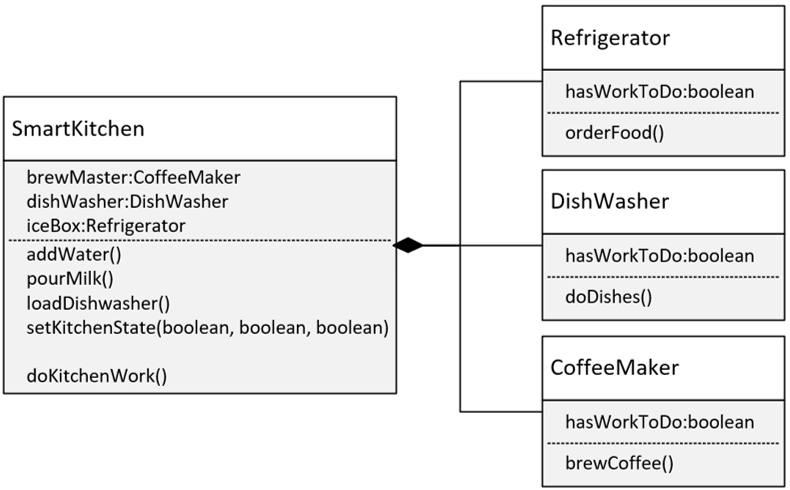 SmartKitchen
brewMaster:CoffeeMaker
dishWasher:DishWasher
iceBox:Refrigerator
addWater()
pourMilk()
loadDishwasher()
setKitchenState(boolean, boolean, boolean)
doKitchenWork()
Refrigerator
hasWorkToDo:boolean
orderFood()
DishWasher
hasWorkToDo:boolean
doDishes()
CoffeeMaker
hasWorkToDo:boolean
brewCoffee()